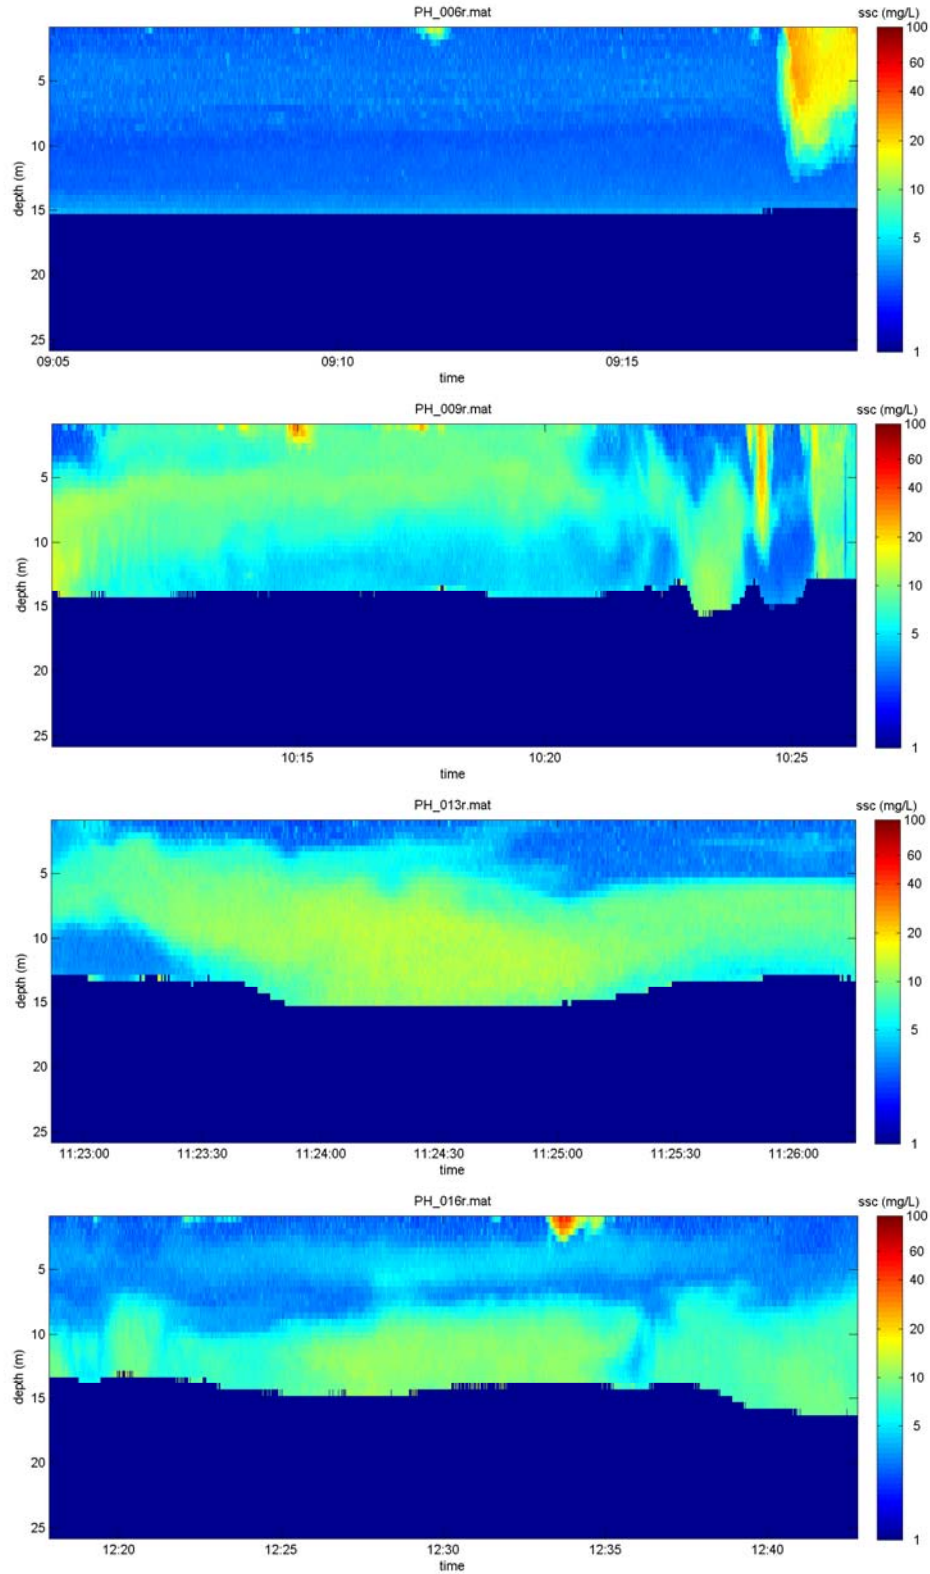 PH_006r.mat
ssc (mg/L)
100
60
40
20
10
5
1
depth (m)
5
10
15
20
25
09:05 09:10 09:15
time
PH_009r.mat
ssc (mg/L)
100
60
40
20
10
5
1
depth (m)
5
10
15
20
25
10:15 10:20 10:25
time
PH_013r.mat
ssc (mg/L)
100
60
40
20
10
5
1
depth (m)
5
10
15
20
25
11:23:00 11:23:30 11:24:00 11:24:30 11:25:00 11:25:30 11:26:00
time
PH_016r.mat
ssc (mg/L)
100
60
40
20
10
5
1
depth (m)
5
10
15
20
25
12:20 12:25 12:30 12:35 12:40
time